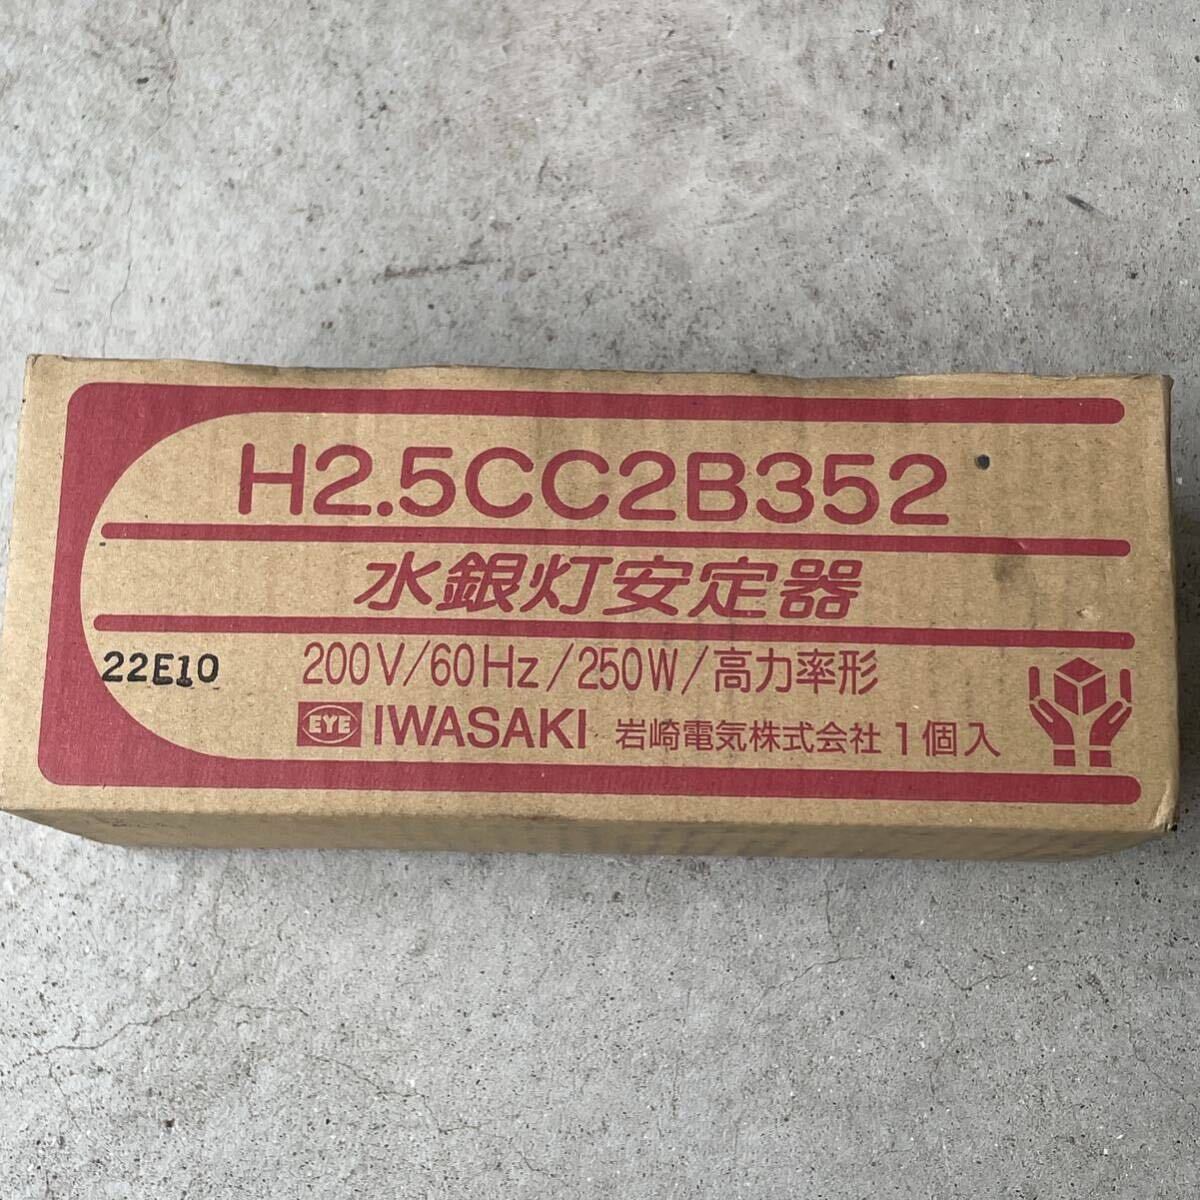 H2.5CC2B352
水銀灯安定器
22E10
200V/60Hz/250W/高力率形
EYE IWASAKI 岩崎電気株式会社 1個入